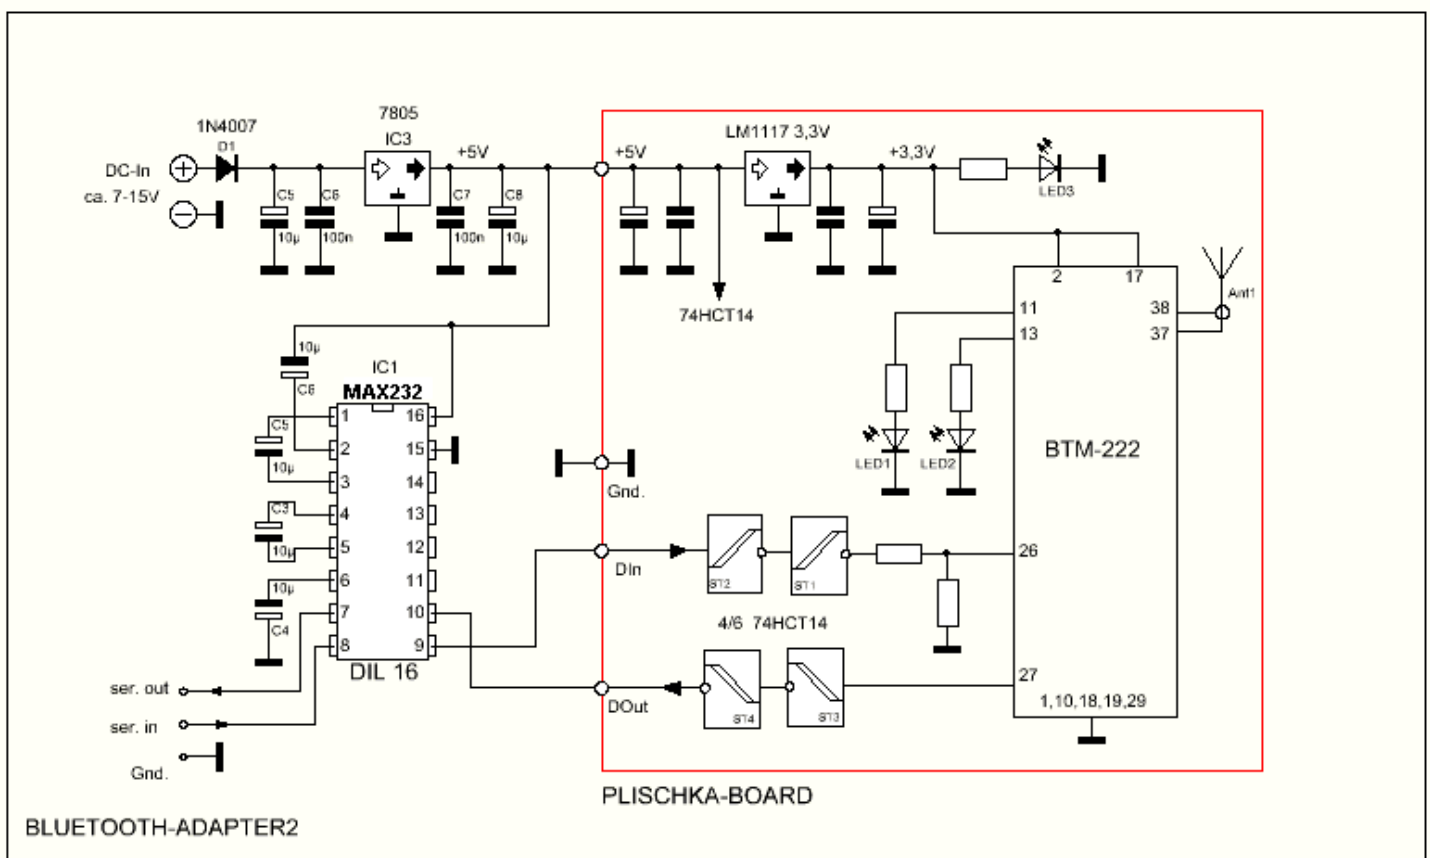 7805
1N4007
IC3
LM1117 3,3V
D1
+5V
+5V
+3,3V
DC-In
ca. 7-15V
LED3
C5
C6
C7
C8
10µ
100n
100n
10µ
2
17
Ant1
74HCT14
11
38
13
37
10µ
IC1
C6
MAX232
1
16
C5
2
15
10µ
3
14
C3
4
13
10µ
5
12
10µ
6
11
C4
7
10
8
9
DIL 16
LED1
LED2
BTM-222
Gnd.
DIn
ST2
ST1
26
4/6 74HCT14
27
DOut
ST4
ST3
1,10,18,19,29
ser. out
ser. in
Gnd.
PLISCHKA-BOARD
BLUETOOTH-ADAPTER2